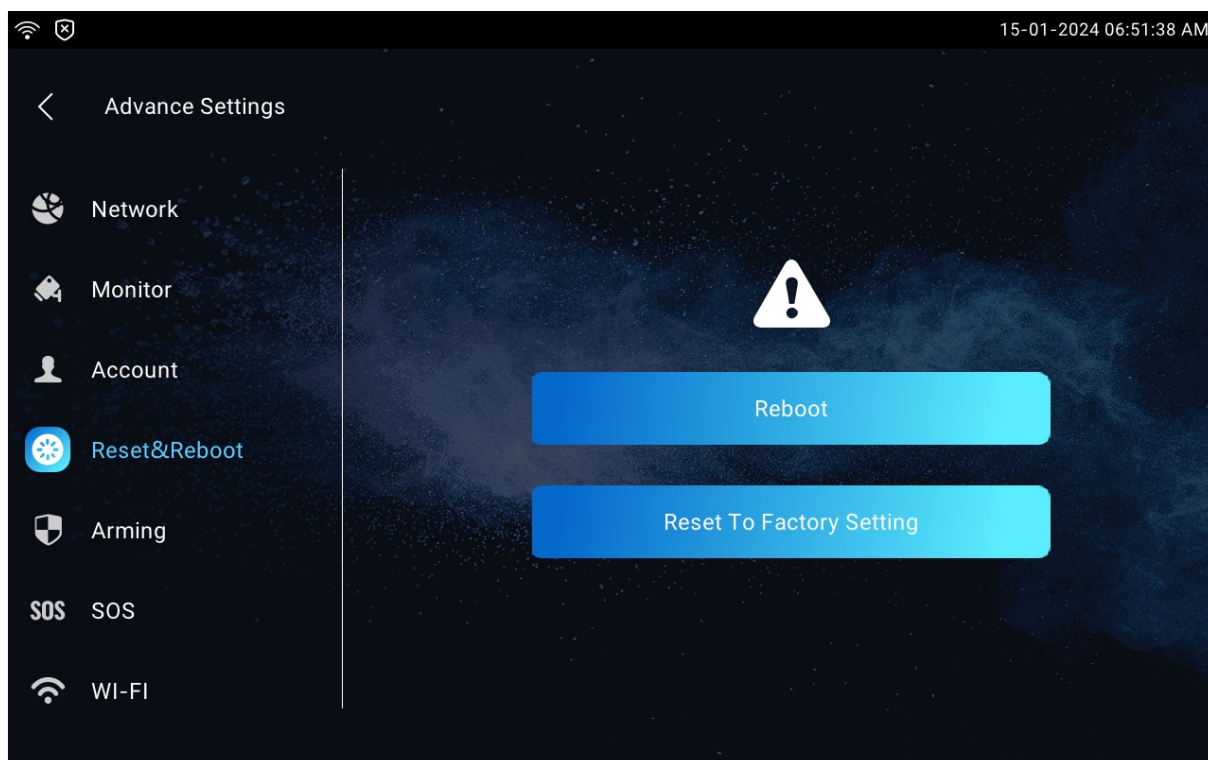 15-01-2024 06:51:38 AM
Advance Settings
Network
Monitor
Account
Reset&Reboot
Arming
SOS SOS
WI-FI
Reboot
Reset To Factory Setting